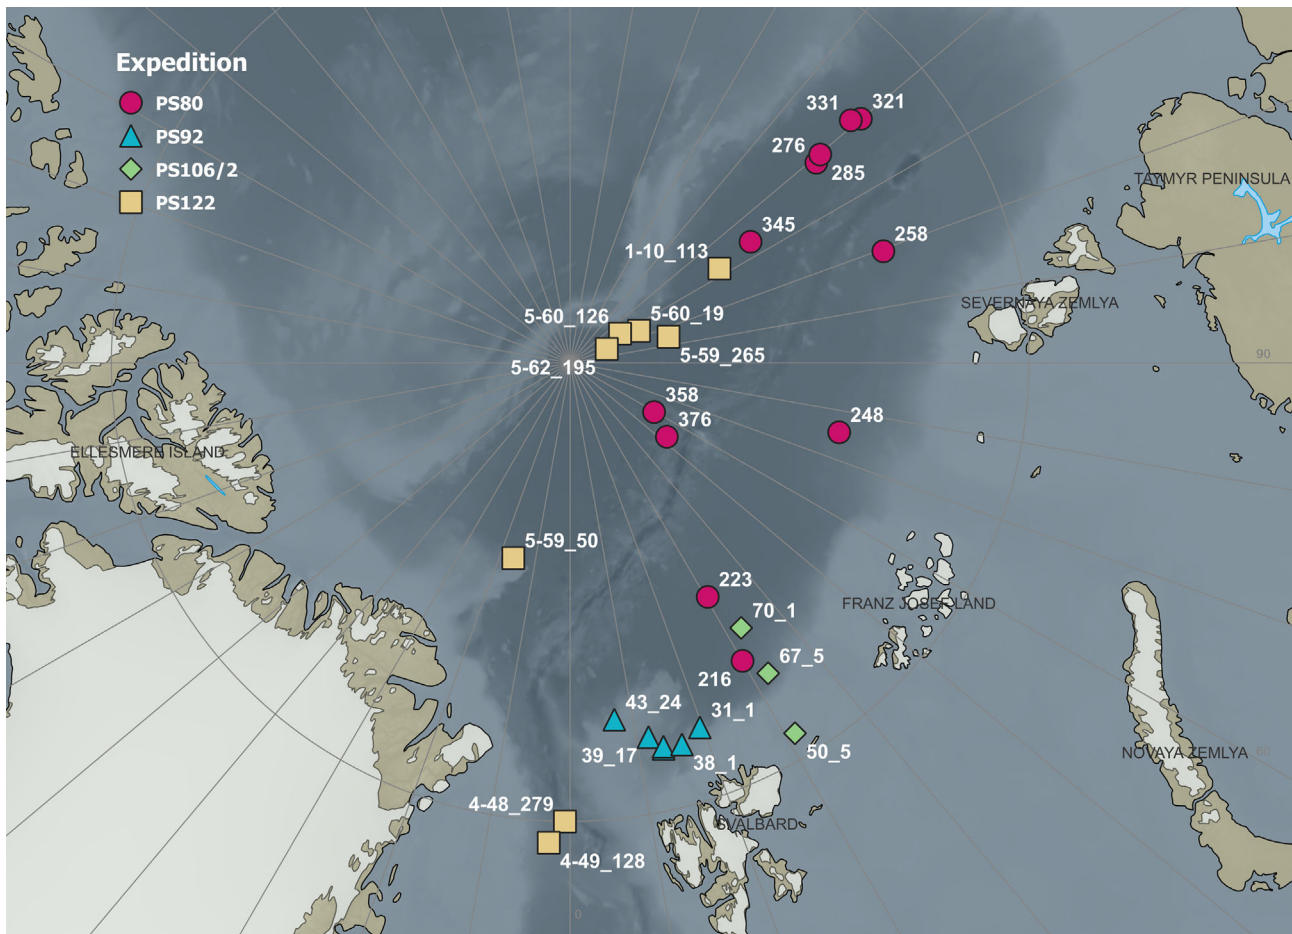 Expedition
PS80
PS92
PS106/2
PS122
331
321
276
285
TAYMYR PENINSULA
345
258
1-10_113
SEVERNAYA ZEMLYA
5-60_126
5-60_19
5-59_265
5-62_195
90
358
376
248
ELLESMERE ISLAND
5-59_50
223
70_1
FRANZ JOSEF LAND
67_5
216
43_24
31_1
39_17
38_1
50_5
NOVAYA ZEMLYA
60
4-48_279
SVALBARD
4-49_128
0